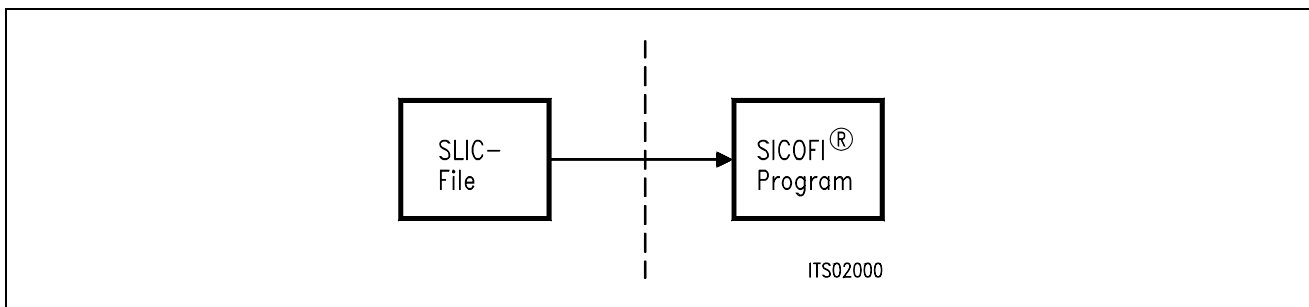 SLIC-
File
SICOFI®
Program
ITS02000